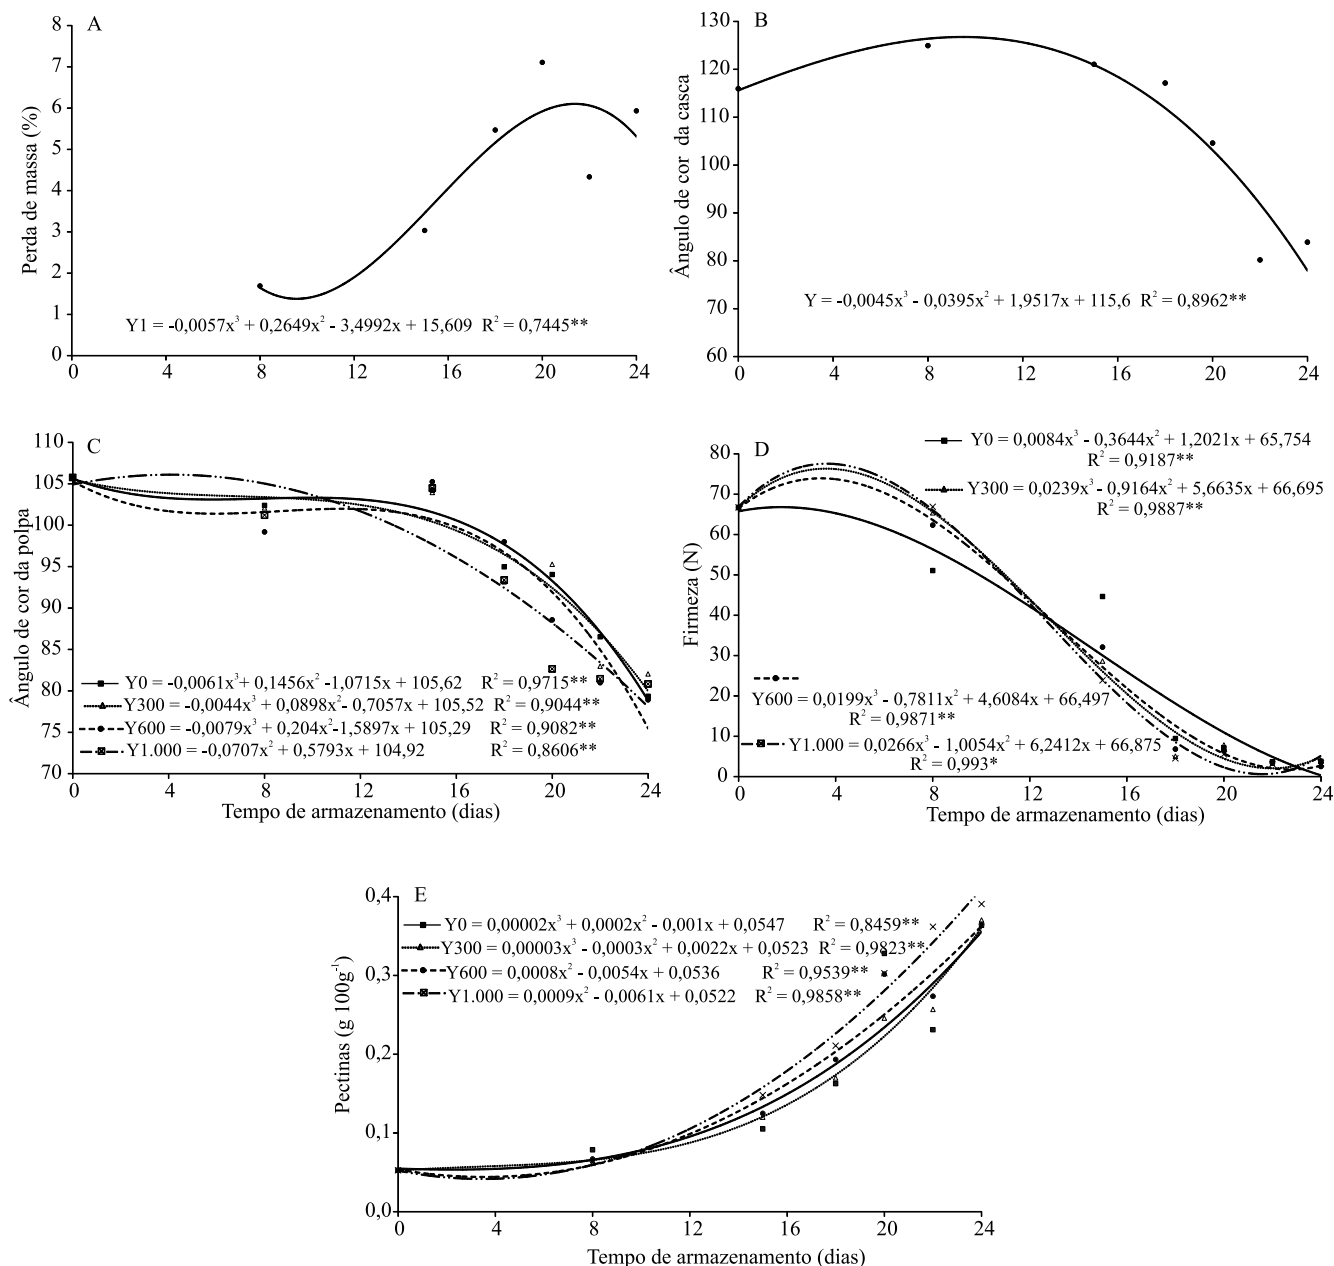 A
8
7
6
5
4
3
2
1
0
Perda de massa (%)
Y1 = -0,0057x³ + 0,2649x² - 3,4992x + 15,609 R² = 0,7445**
0 4 8 12 16 20 24
B
130
120
110
100
90
80
70
60
Ângulo de cor da casca
Y = -0,0045x³ - 0,0395x² + 1,9517x + 115,6 R² = 0,8962**
0 4 8 12 16 20 24
C
110
105
100
95
90
85
80
75
70
Ângulo de cor da polpa
Y0 = -0,0061x³+ 0,1456x² -1,0715x + 105,62 R² = 0,9715**
Y300 = -0,0044x³ + 0,0898x² - 0,7057x + 105,52 R² = 0,9044**
Y600 = -0,0079x³ + 0,204x² -1,5897x + 105,29 R² = 0,9082**
Y1.000 = -0,0707x² + 0,5793x + 104,92 R² = 0,8606**
0 4 8 12 16 20 24
Tempo de armazenamento (dias)
D
80
70
60
50
40
30
20
10
0
Firmeza (N)
Y0 = 0,0084x³ - 0,3644x² + 1,2021x + 65,754
R² = 0,9187**
Y300 = 0,0239x³ - 0,9164x² + 5,6635x + 66,695
R² = 0,9887**
Y600 = 0,0199x³ - 0,7811x² + 4,6084x + 66,497
R² = 0,9871**
Y1.000 = 0,0266x³ - 1,0054x² + 6,2412x + 66,875
R² = 0,993*
0 4 8 12 16 20 24
Tempo de armazenamento (dias)
E
0,4
0,3
0,2
0,1
0,0
Pectinas (g 100g⁻¹)
Y0 = 0,00002x³ + 0,0002x² - 0,001x + 0,0547 R² = 0,8459**
Y300 = 0,00003x³ - 0,0003x² + 0,0022x + 0,0523 R² = 0,9823**
Y600 = 0,0008x² - 0,0054x + 0,0536 R² = 0,9539**
Y1.000 = 0,0009x² - 0,0061x + 0,0522 R² = 0,9858**
0 4 8 12 16 20 24
Tempo de armazenamento (dias)